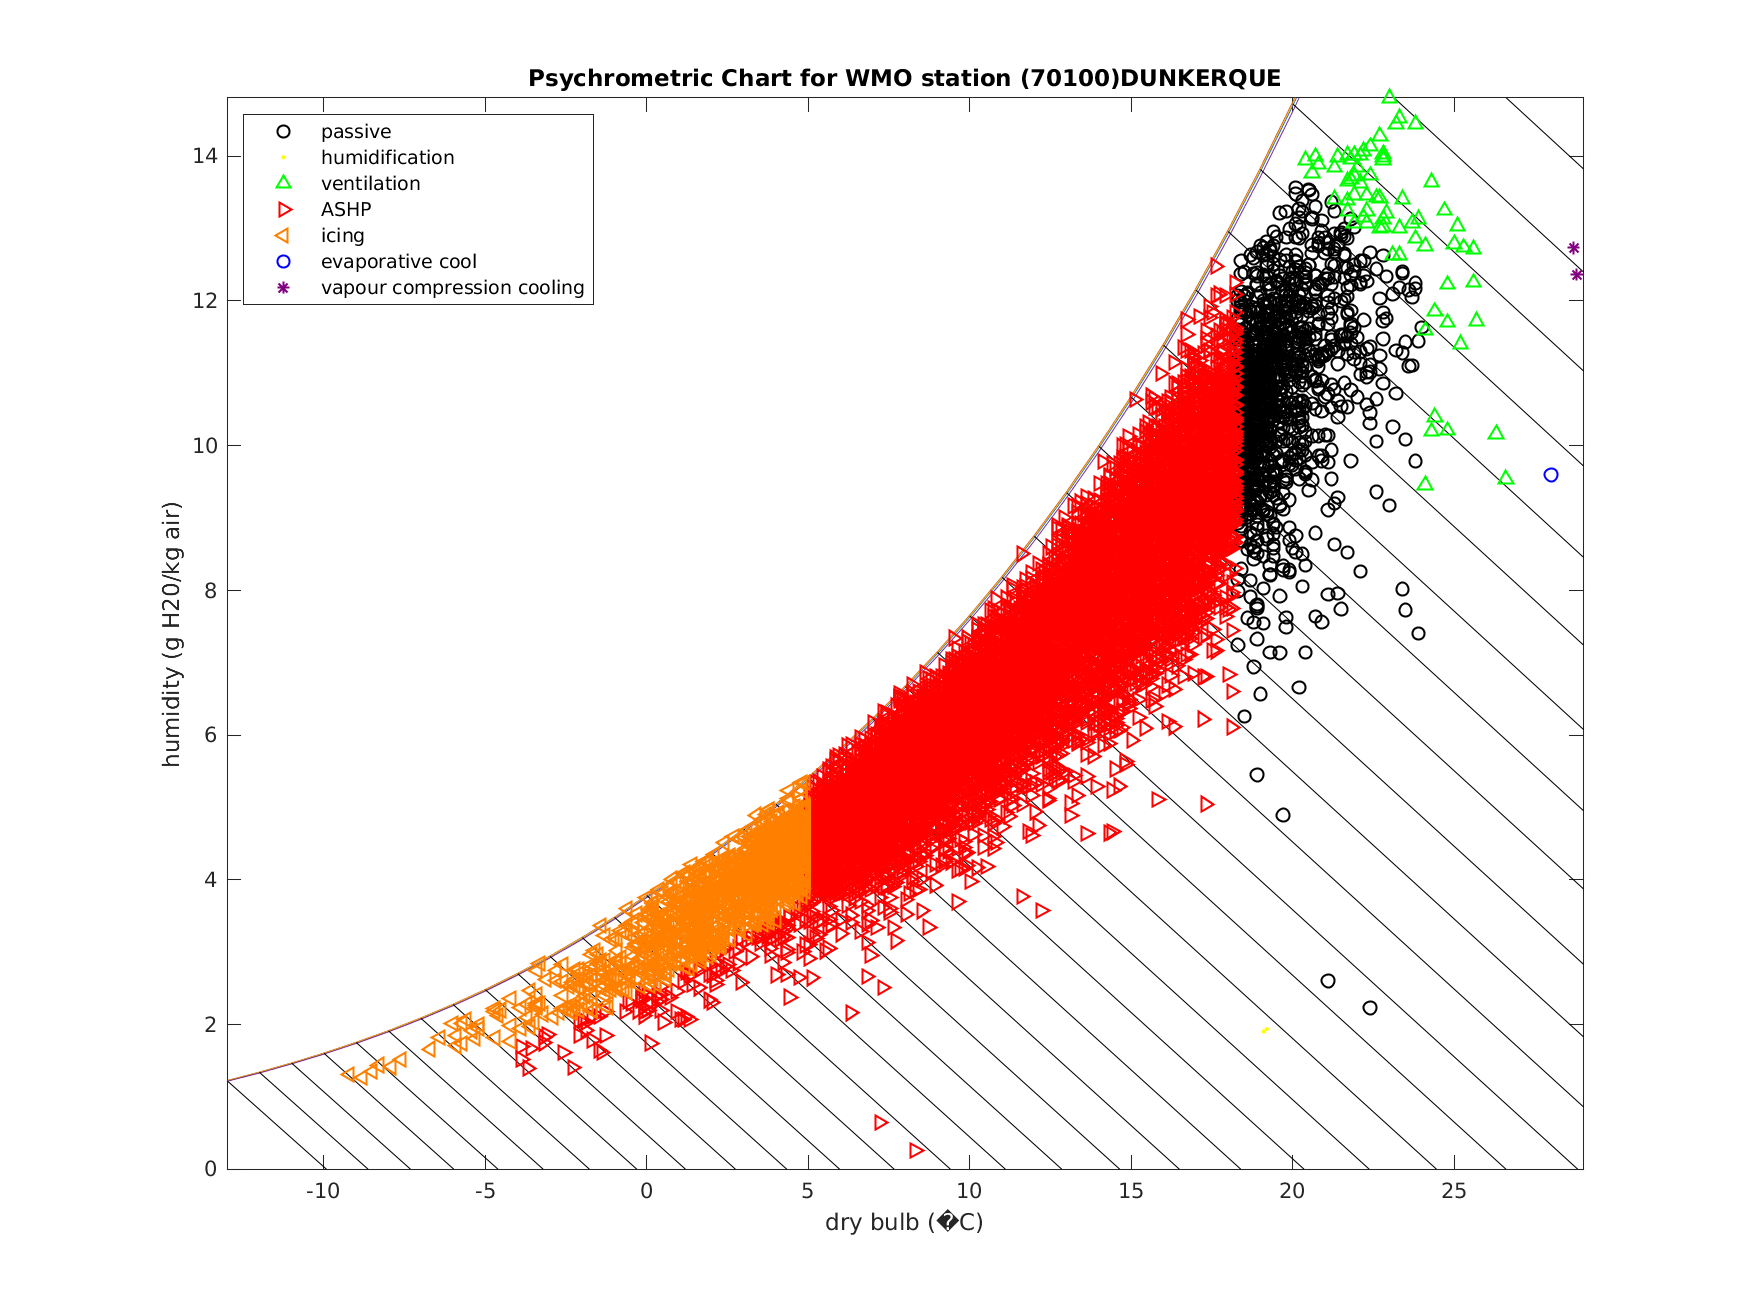 Psychrometric Chart for WMO station (70100)DUNKERQUE
passive
humidification
ventilation
ASHP
icing
evaporative cool
vapour compression cooling
humidity (g H20/kg air)
14
12
10
8
6
4
2
0
-10 -5 0 5 10 15 20 25
dry bulb (�C)